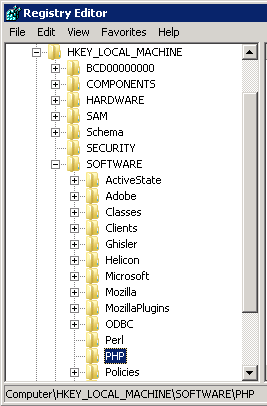 Registry Editor
File Edit View Favorites Help
HKEY_LOCAL_MACHINE
BCD00000000
COMPONENTS
HARDWARE
SAM
Schema
SECURITY
SOFTWARE
ActiveState
Adobe
Classes
Clients
Ghisler
Helicon
Microsoft
Mozilla
MozillaPlugins
ODBC
Perl
PHP
Policies
Computer\HKEY_LOCAL_MACHINE\SOFTWARE\PHP